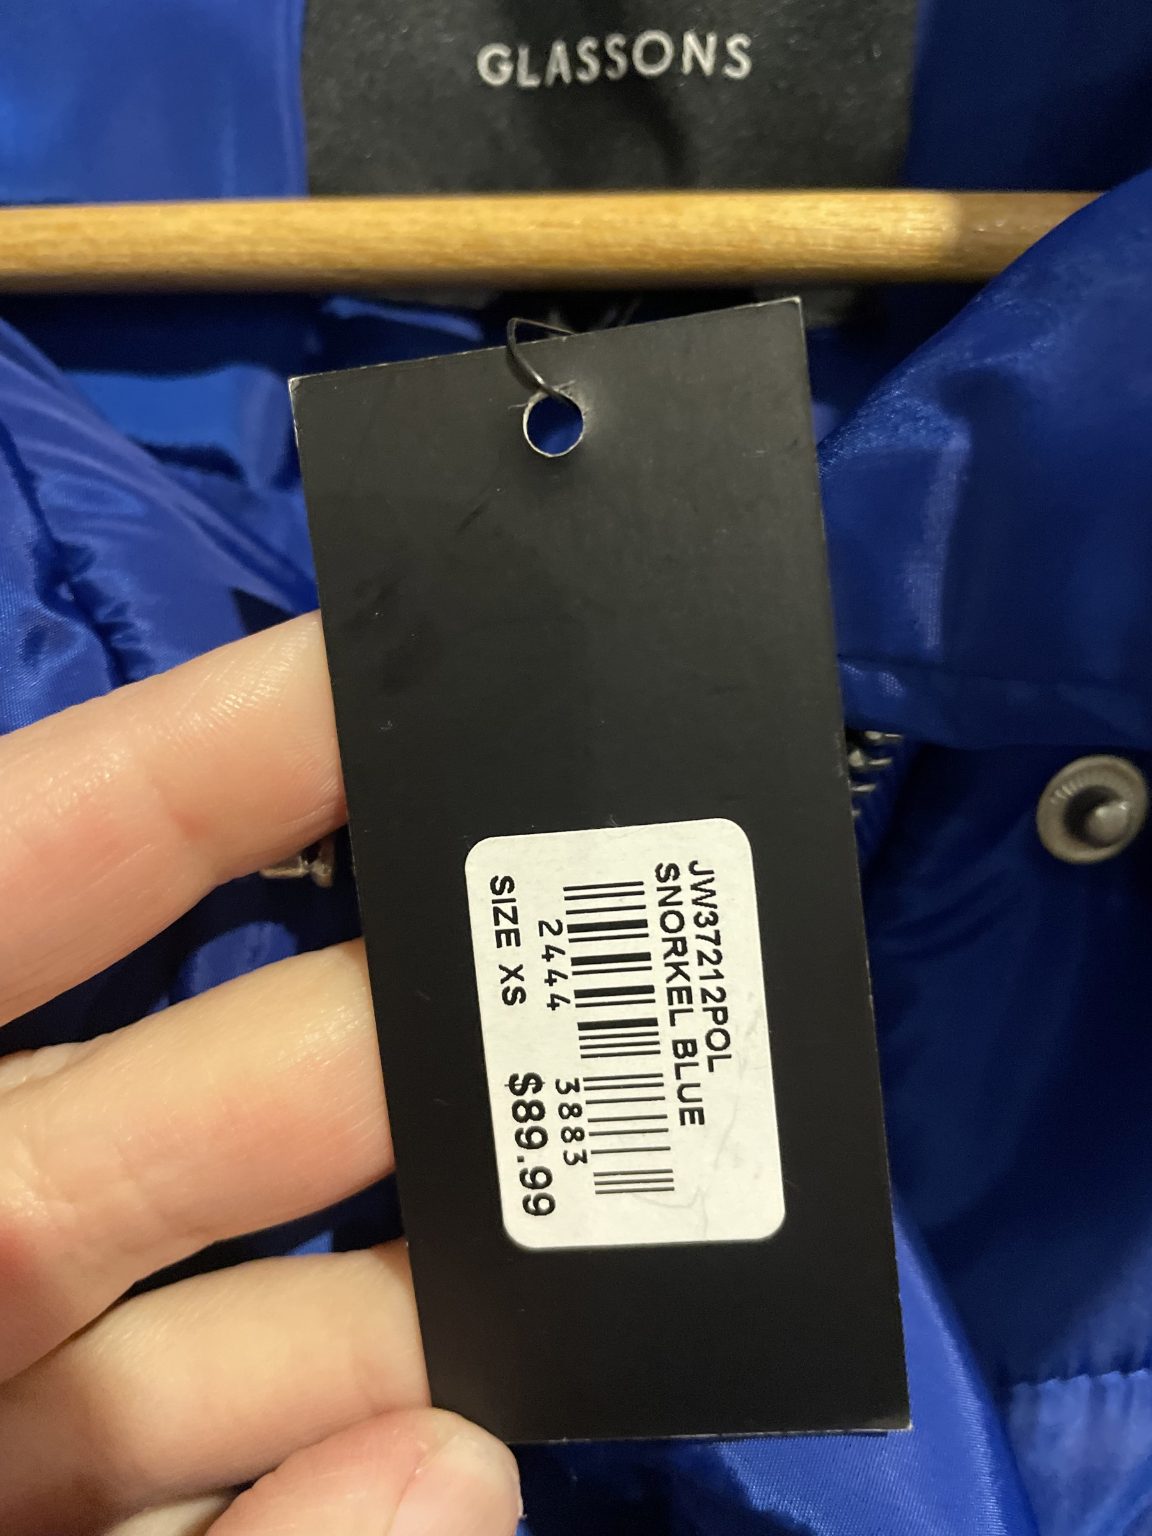 GLASSONS
JW37212POL
SNORKEL BLUE
2444 3883
SIZE XS $89.99